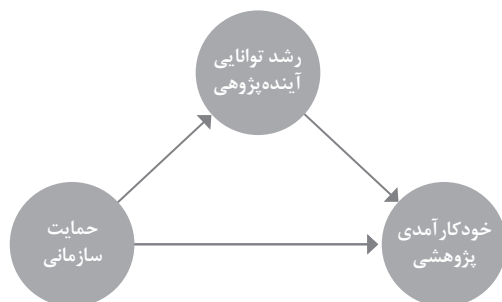 رشد توانایی
آینده‌پژوهی
حمایت
سازمانی
خودکارآمدی
پژوهشی